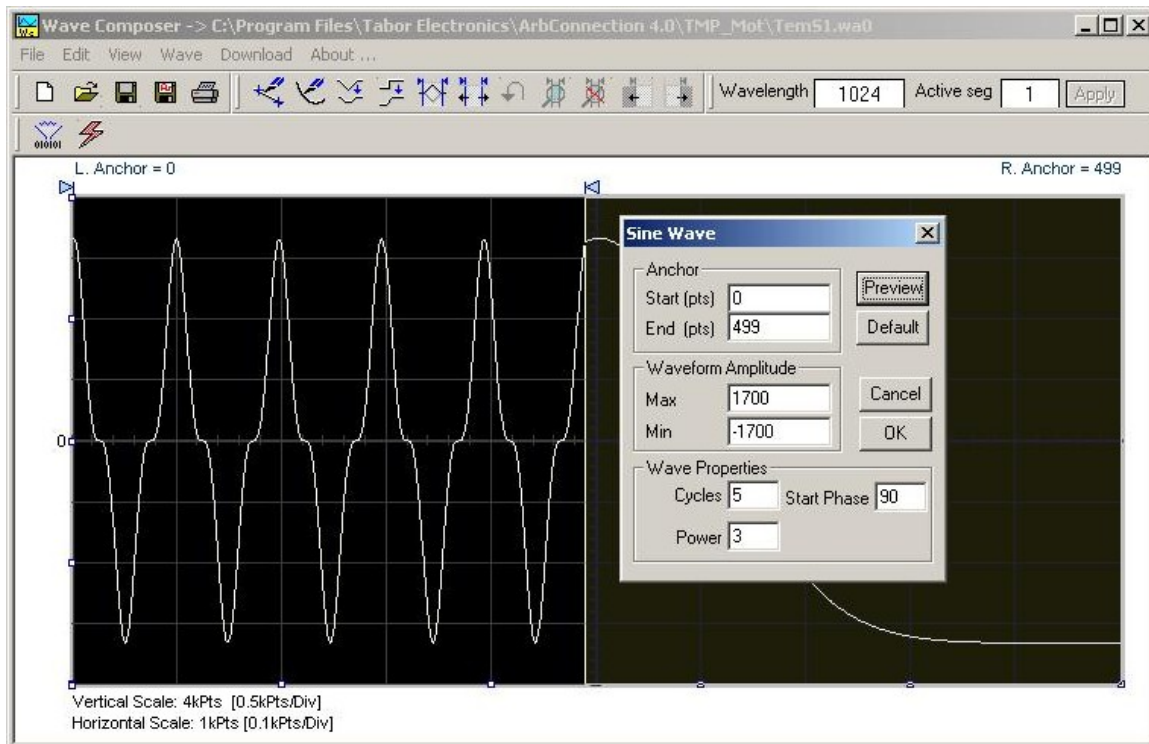 Wave Composer -> C:\Program Files\Tabor Electronics\ArbConnection 4.0\TMP_Mot\Tem51.wa0
File Edit View Wave Download About ...
Wavelength 1024 Active seg 1 Apply
010101
L. Anchor = 0
R. Anchor = 499
0
Sine Wave
Anchor
Start (pts) 0
End (pts) 499
Preview
Default
Waveform Amplitude
Max 1700
Min -1700
Cancel
OK
Wave Properties
Cycles 5 Start Phase 90
Power 3
Vertical Scale: 4kPts [0.5kPts/Div]
Horizontal Scale: 1kPts [0.1kPts/Div]